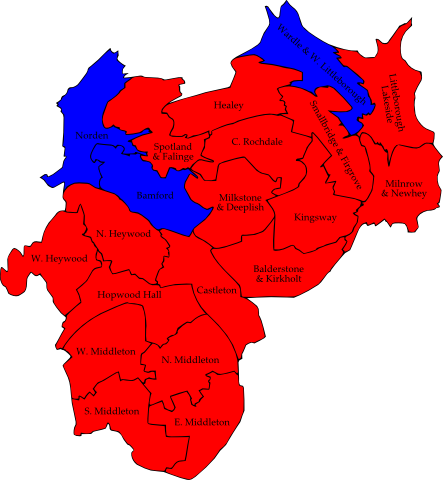 Wardle & W. Littleborough
Littleborough
Lakeside
Healey
Smallbridge & Firgrove
Norden
C. Rochdale
Spotland
& Falinge
Bamford
Milnrow
& Newhey
Milkstone
& Deeplish
Kingsway
N. Heywood
W. Heywood
Balderstone
& Kirkholt
Hopwood Hall
Castleton
W. Middleton
N. Middleton
S. Middleton
E. Middleton